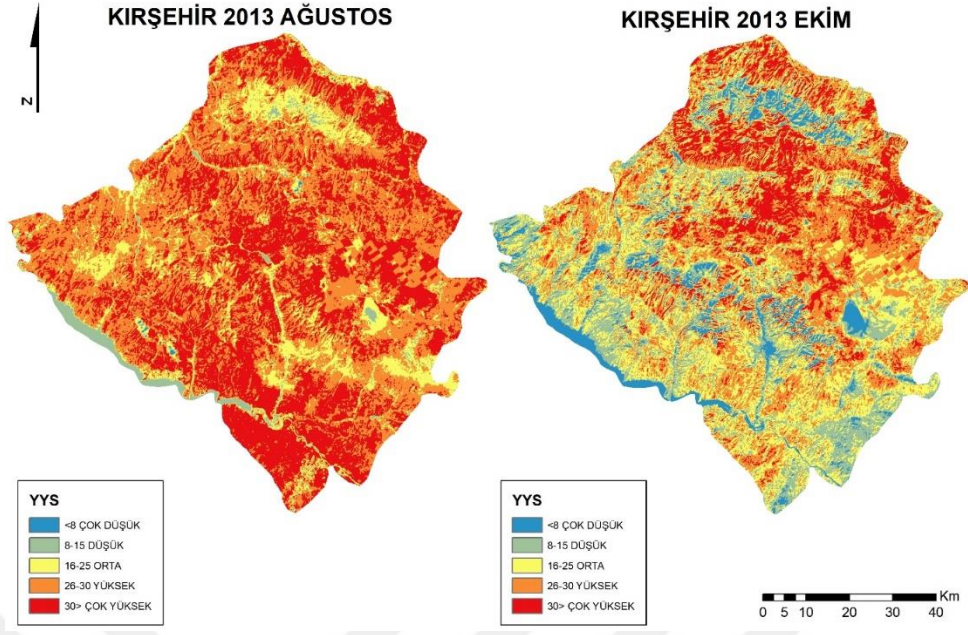 KIRŞEHİR 2013 AĞUSTOS
KIRŞEHİR 2013 EKİM
N
YYS
<8 ÇOK DÜŞÜK
8-15 DÜŞÜK
16-25 ORTA
26-30 YÜKSEK
30> ÇOK YÜKSEK
YYS
<8 ÇOK DÜŞÜK
8-15 DÜŞÜK
16-25 ORTA
26-30 YÜKSEK
30> ÇOK YÜKSEK
Km
0 5 10 20 30 40